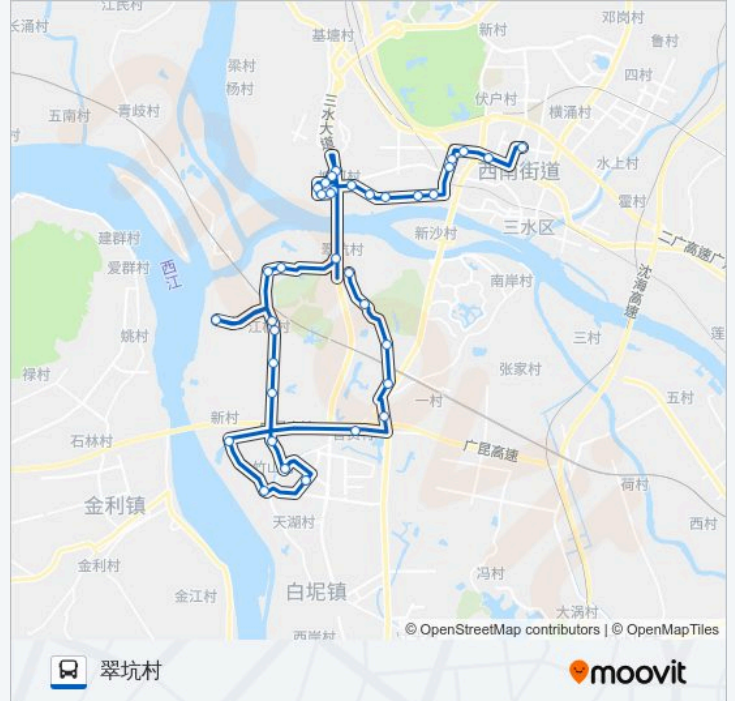 江民村
长涌村
邓岗村
基塘村
新村
鲁村
梁村
杨村
四村
五南村
青歧村
三水大道
伏户村
横涌村
村
西南街道
水上村
霍村
新沙村
三水区
二广高速广
建群村
爱群村
西江
沈海高速
南岸村
姚村
三村
莲
禄村
张家村
五村
新村
一村
石林村
广昆高速
荷村
金利镇
天湖村
西村
金利村
冯村
白坭镇
金江村
大涡村
西岸村
© OpenStreetMap contributors | © OpenMapTiles
翠坑村
moovit